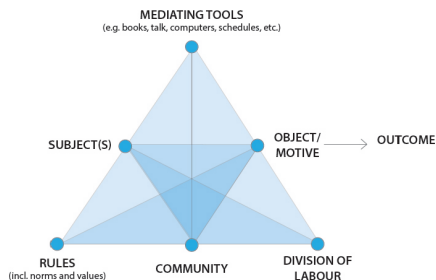 MEDIATING TOOLS
(e.g. books, talk, computers, schedules, etc.)
SUBJECT(S)
OBJECT/
MOTIVE
OUTCOME
RULES
(incl. norms and values)
COMMUNITY
DIVISION OF
LABOUR